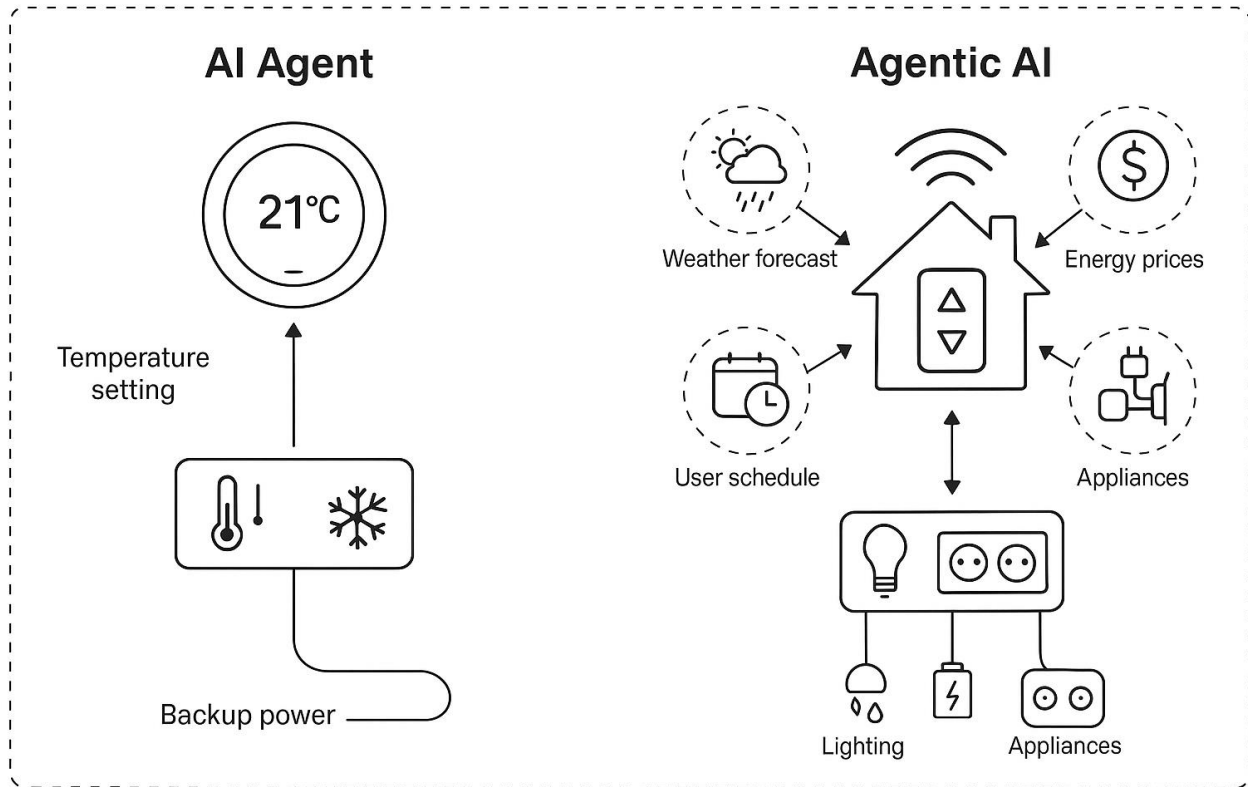 AI Agent
21°C
Temperature
setting
Backup power
Agentic AI
$
Weather forecast
Energy prices
User schedule
Appliances
Lighting
Appliances